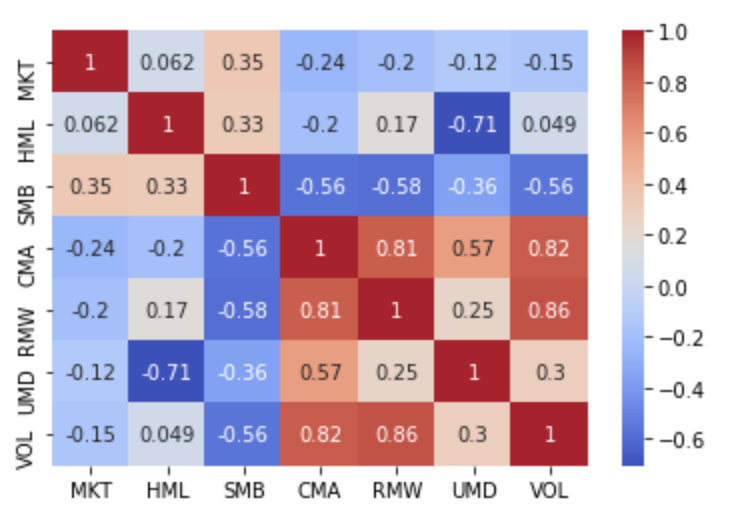 MKT 1 0.062 0.35 -0.24 -0.2 -0.12 -0.15
HML 0.062 1 0.33 -0.2 0.17 -0.71 0.049
SMB 0.35 0.33 1 -0.56 -0.58 -0.36 -0.56
CMA -0.24 -0.2 -0.56 1 0.81 0.57 0.82
RMW -0.2 0.17 -0.58 0.81 1 0.25 0.86
UMD -0.12 -0.71 -0.36 0.57 0.25 1 0.3
VOL -0.15 0.049 -0.56 0.82 0.86 0.3 1
MKT HML SMB CMA RMW UMD VOL
1.0
0.8
0.6
0.4
0.2
0.0
−0.2
−0.4
−0.6